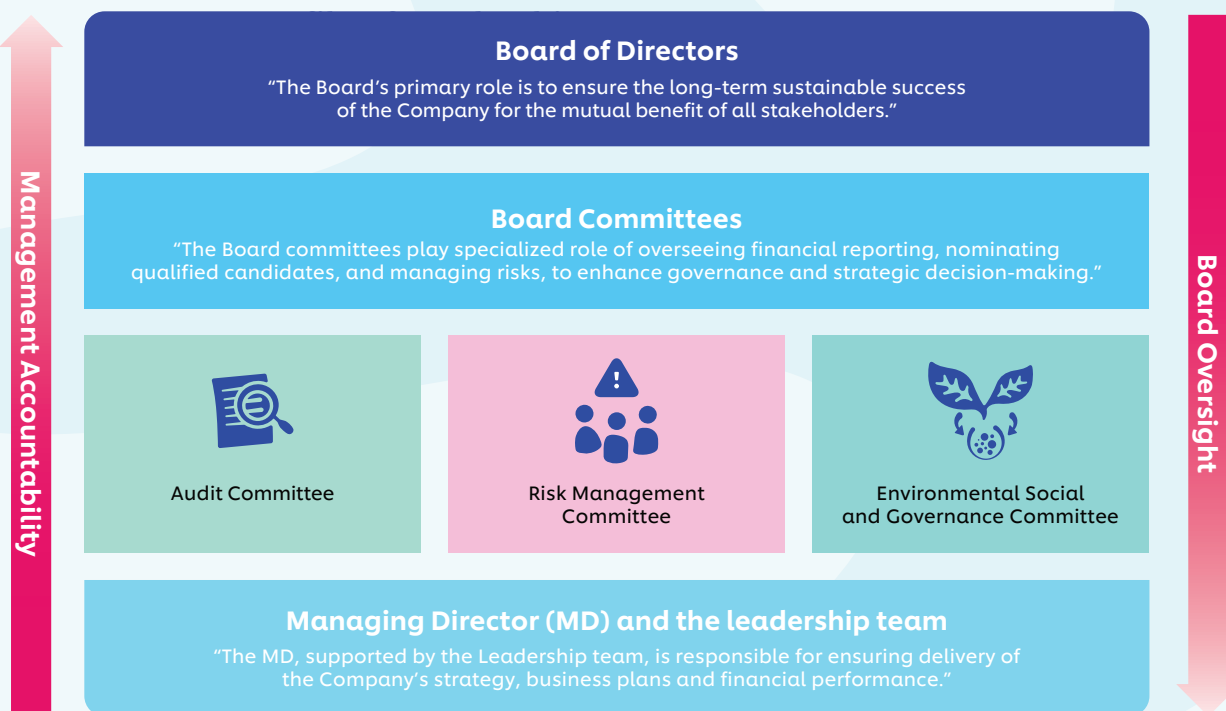 Board of Directors
“The Board’s primary role is to ensure the long-term sustainable success
of the Company for the mutual benefit of all stakeholders.”
Management Accountability
Board Committees
“The Board committees play specialized role of overseeing financial reporting, nominating
qualified candidates, and managing risks, to enhance governance and strategic decision-making.”
Board Oversight
!
Audit Committee
Risk Management
Committee
Environmental Social
and Governance Committee
Managing Director (MD) and the leadership team
“The MD, supported by the Leadership team, is responsible for ensuring delivery of
the Company’s strategy, business plans and financial performance.”